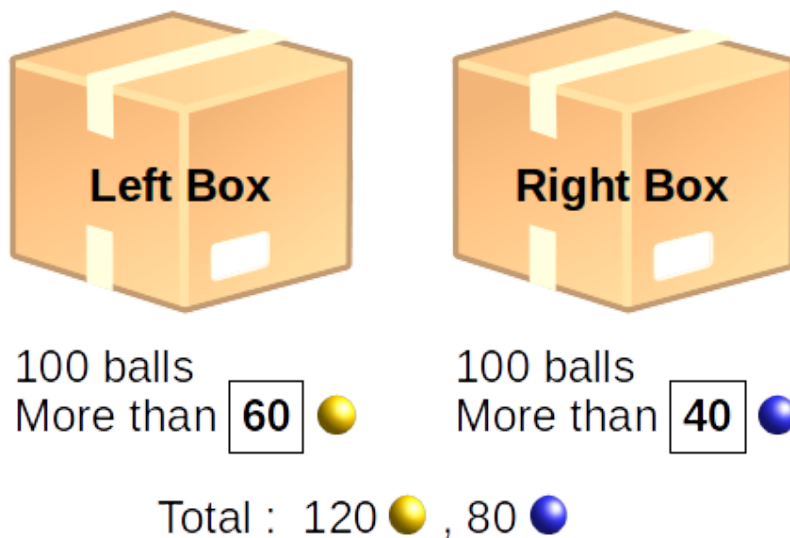 Left Box
Right Box
100 balls
More than 60
100 balls
More than 40
Total : 120 , 80